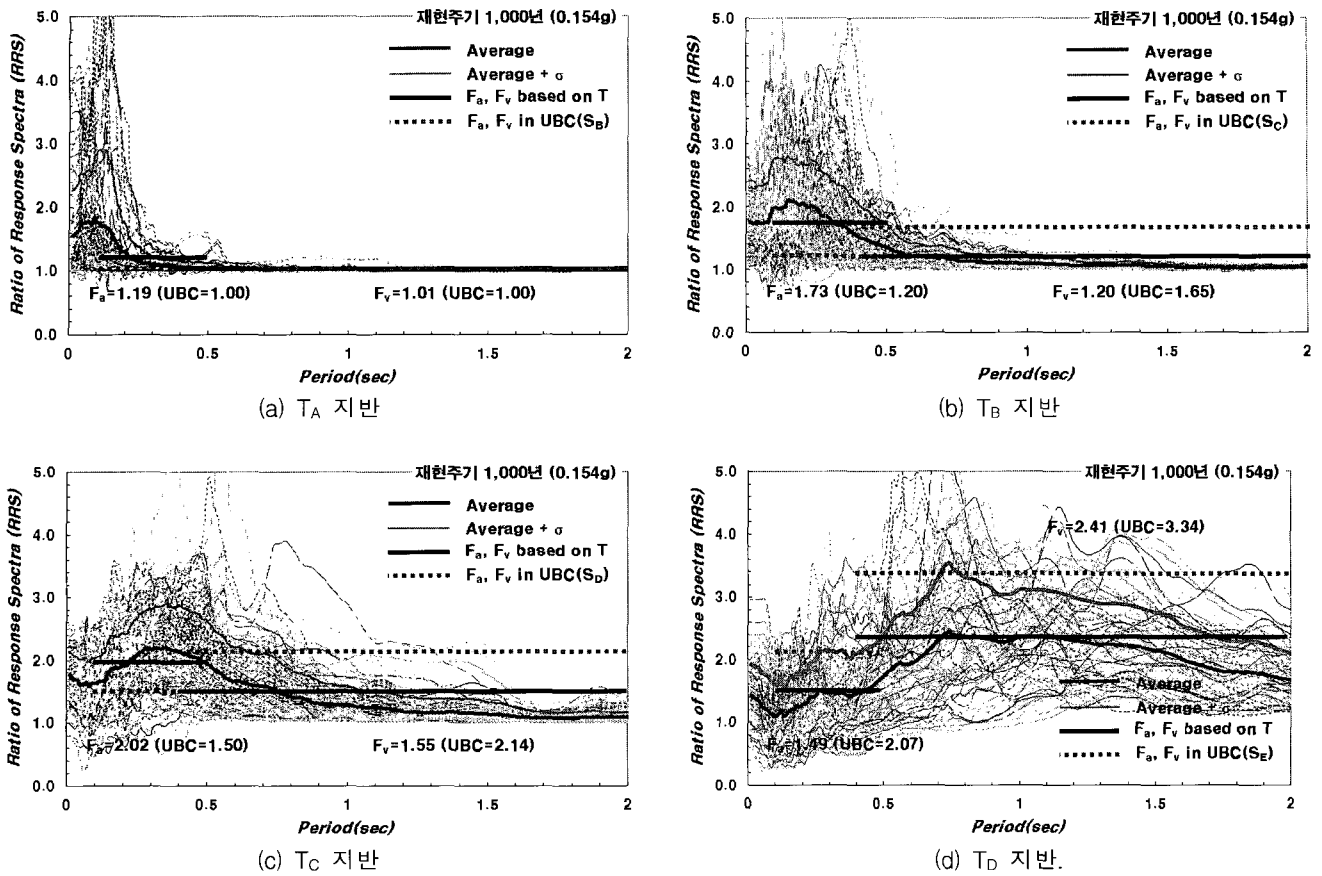 재현주기 1,000년 (0.154g)
Average
Average + σ
Fa, Fv based on T
Fa, Fv in UBC(SB)
Ratio of Response Spectra (RRS)
5.0
4.0
3.0
2.0
1.0
0.0
Fa=1.19 (UBC=1.00)
Fv=1.01 (UBC=1.00)
0 0.5 1 1.5 2
Period(sec)
(a) TA 지반
재현주기 1,000년 (0.154g)
Average
Average + σ
Fa, Fv based on T
Fa, Fv in UBC(SC)
Ratio of Response Spectra (RRS)
5.0
4.0
3.0
2.0
1.0
0.0
Fa=1.73 (UBC=1.20)
Fv=1.20 (UBC=1.65)
0 0.5 1 1.5 2
Period(sec)
(b) TB 지반
재현주기 1,000년 (0.154g)
Average
Average + σ
Fa, Fv based on T
Fa, Fv in UBC(SD)
Ratio of Response Spectra (RRS)
5.0
4.0
3.0
2.0
1.0
0.0
Fa=2.02 (UBC=1.50)
Fv=1.55 (UBC=2.14)
0 0.5 1 1.5 2
Period(sec)
(c) TC 지반
재현주기 1,000년 (0.154g)
Fv=2.41 (UBC=3.34)
Ratio of Response Spectra (RRS)
5.0
4.0
3.0
2.0
1.0
0.0
Average
Average + σ
Fa, Fv based on T
Fa, Fv in UBC(SE)
Fa=1.49 (UBC=2.07)
0 0.5 1 1.5 2
Period(sec)
(d) TD 지반.